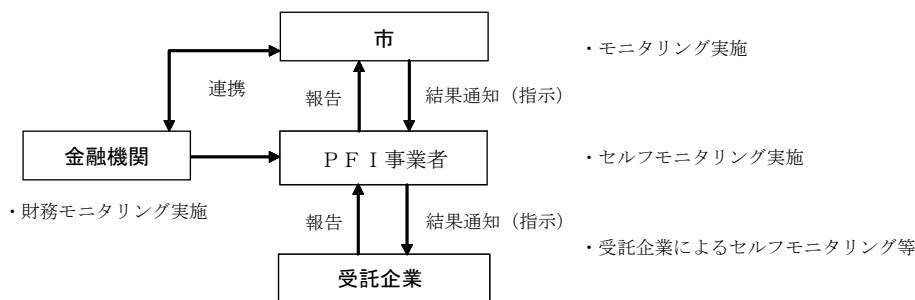 市
・モニタリング実施
連携
報告
結果通知（指示）
金融機関
ＰＦＩ事業者
・セルフモニタリング実施
・財務モニタリング実施
報告
結果通知（指示）
・受託企業によるセルフモニタリング等
受託企業